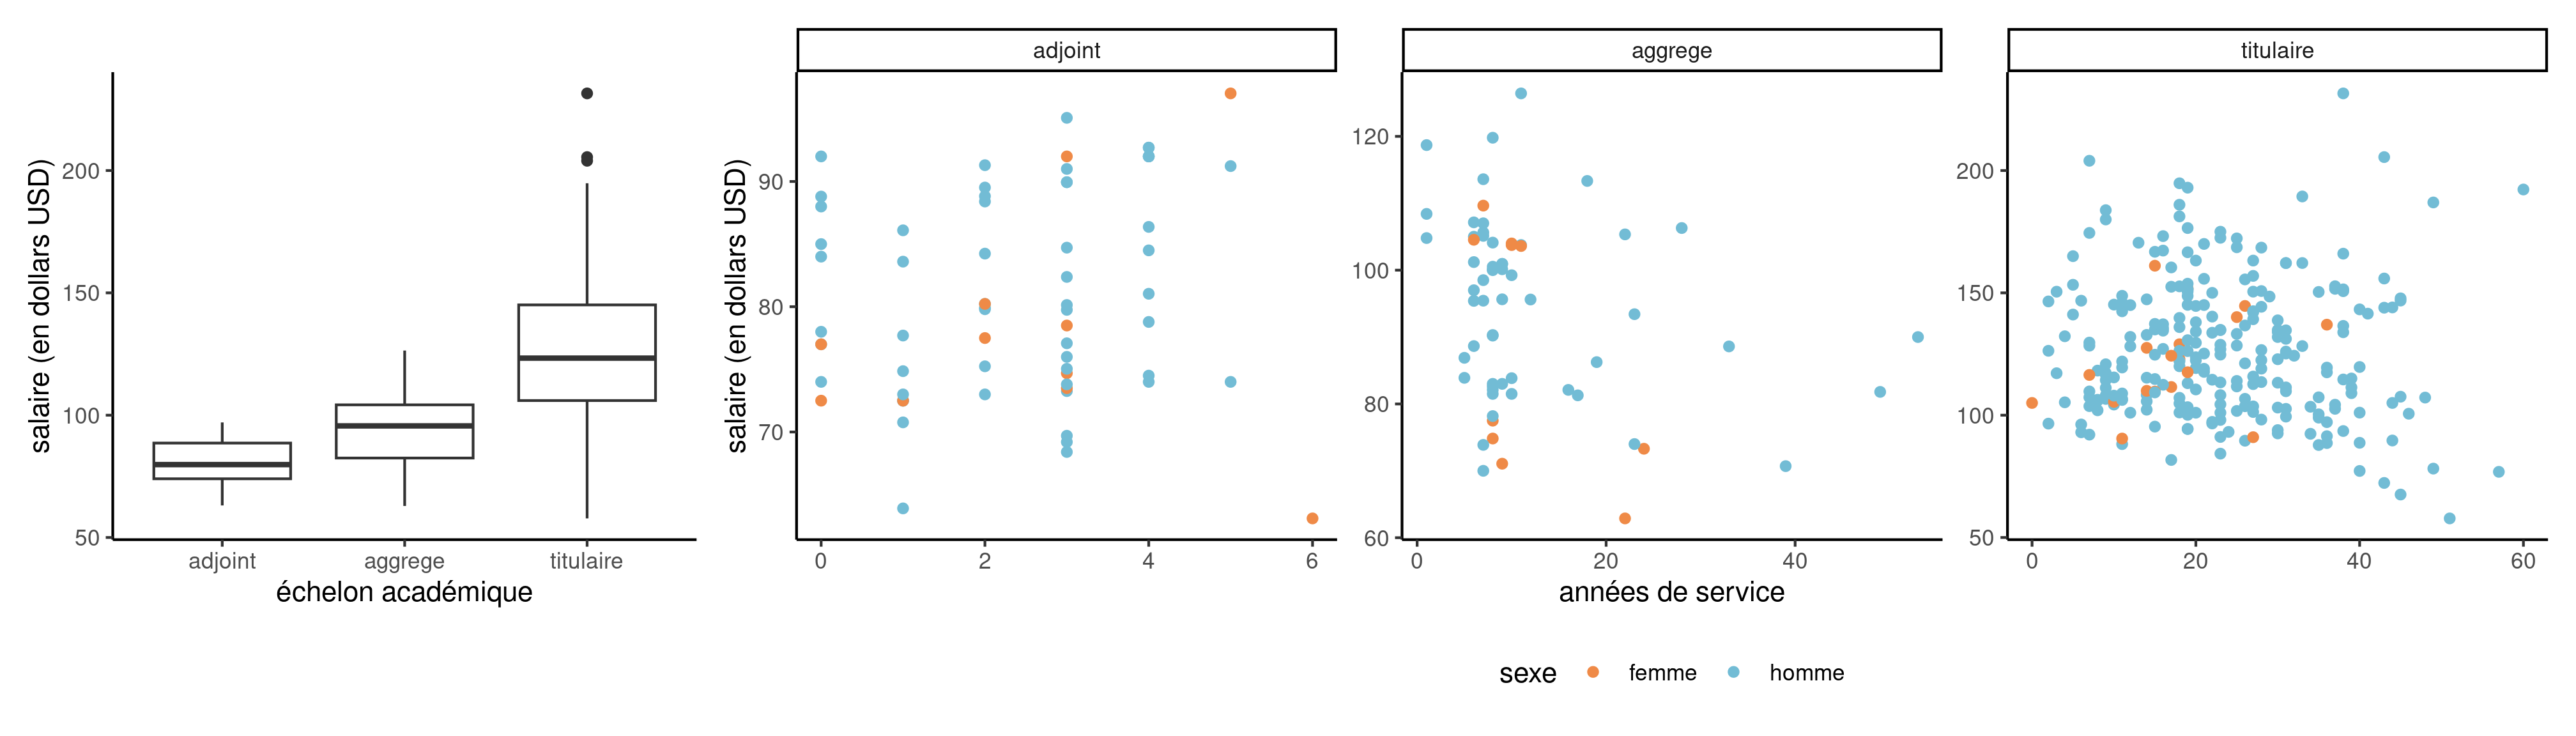 salaire (en dollars USD)
200
150
100
50
adjoint
aggrege
titulaire
échelon académique
salaire (en dollars USD)
adjoint
90
80
70
0
2
4
6
aggrege
120
100
80
60
0
20
40
années de service
titulaire
200
150
100
50
0
20
40
60
sexe femme homme